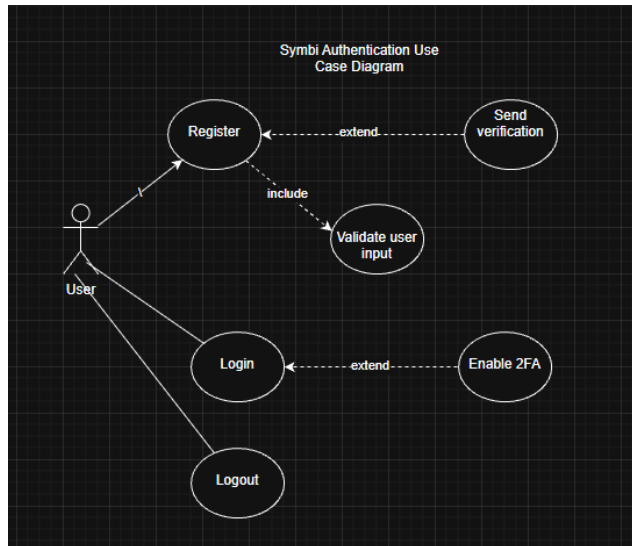 Symbi Authentication Use
Case Diagram
Register
extend
Send
verification
include
Validate user
input
User
Login
extend
Enable 2FA
Logout